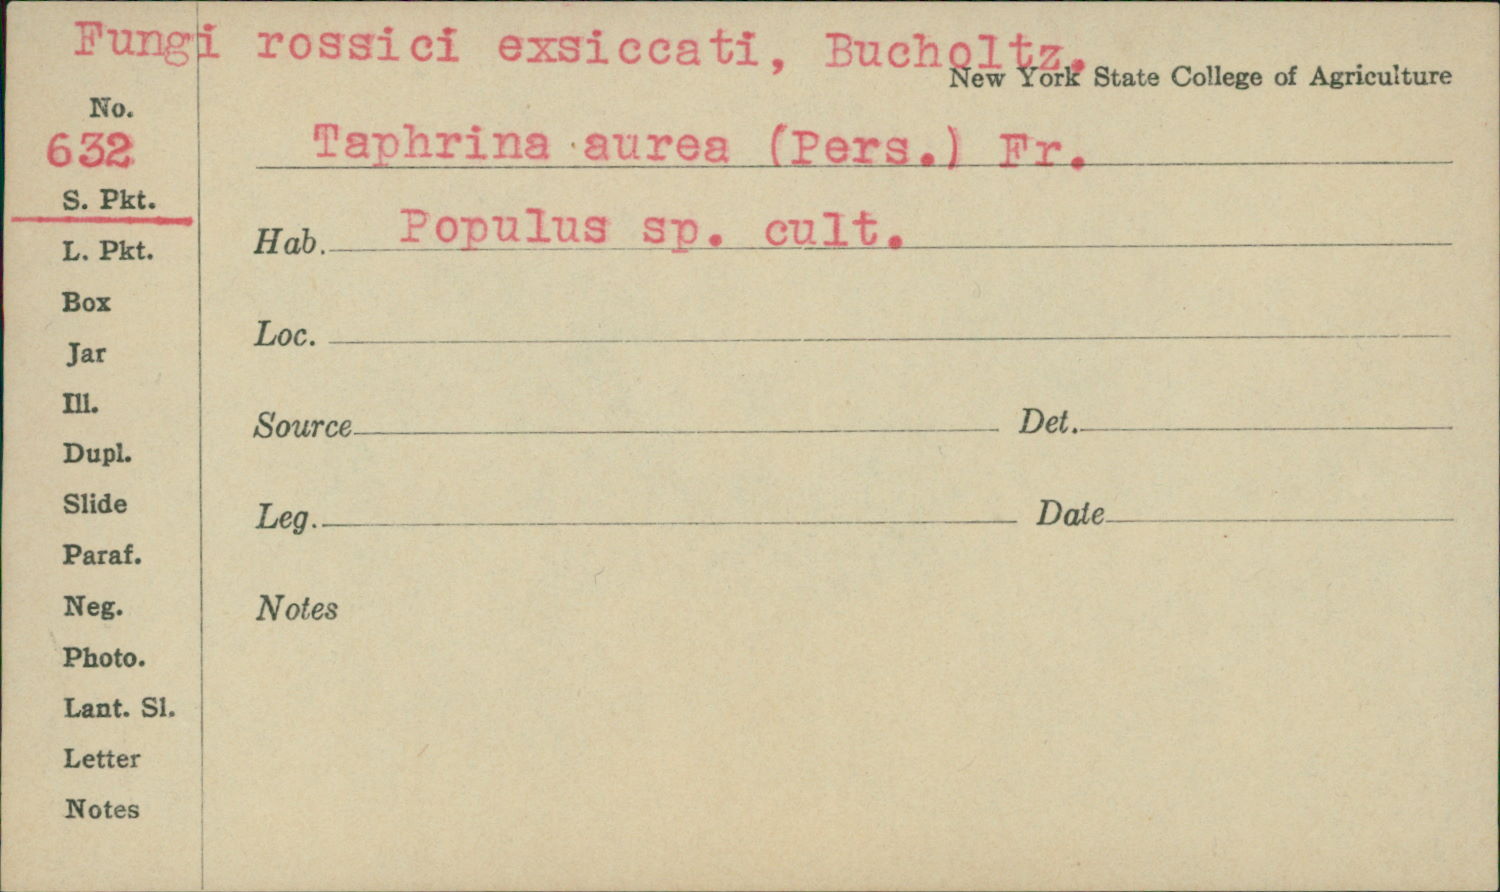 Fungi rossici exsiccati, Bucholtz.
New York State College of Agriculture
No.
632
Taphrina aurea (Pers.) Fr.
S. Pkt.
Hab. Populus sp. cult.
L. Pkt.
Box
Loc.
Jar
Ill.
Source Det.
Dupl.
Slide
Leg. Date
Paraf.
Neg.
Notes
Photo.
Lant. Sl.
Letter
Notes